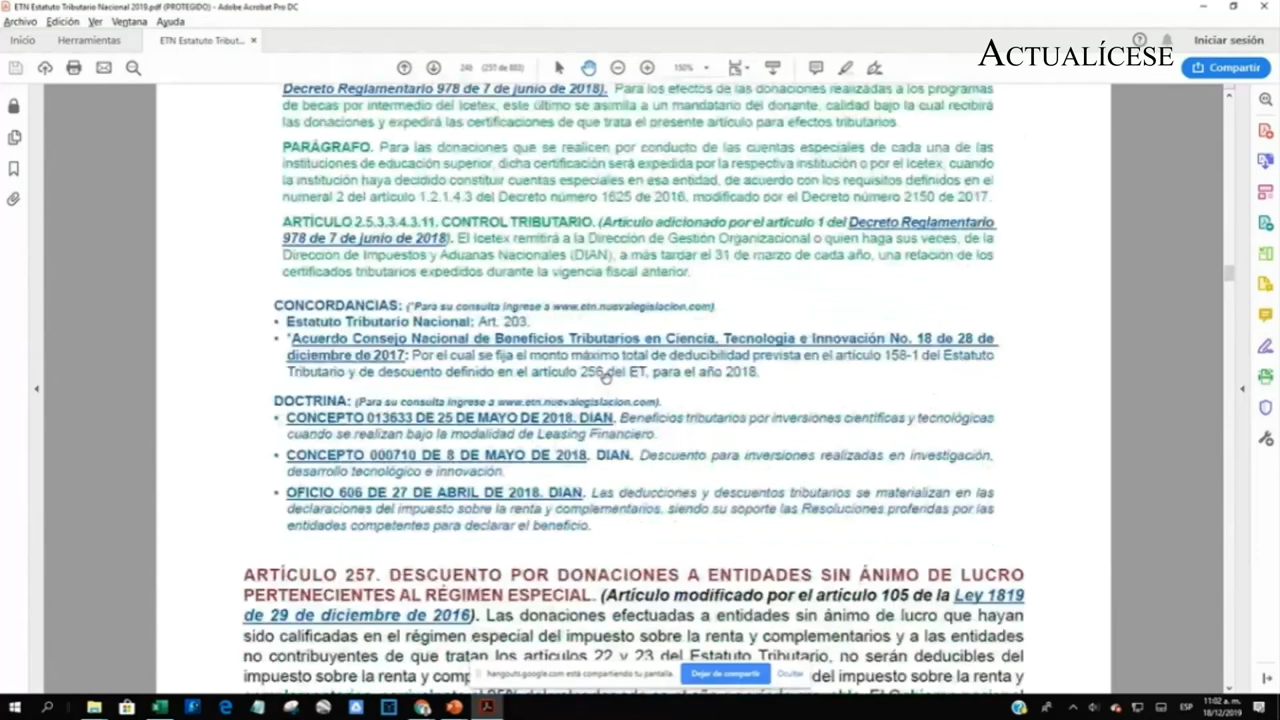 ETN Estatuto Tributario Nacional 2019.pdf (PROTEGIDO) - Adobe Acrobat Pro DC
Archivo Edición Ver Ventana Ayuda
Inicio Herramientas ETN Estatuto Tribut... × Iniciar sesión
ACTUALÍCESE
(251 de 883) 150% Compartir
Decreto Reglamentario 978 de 7 de junio de 2018). Para los efectos de las donaciones realizadas a los programas
de becas por intermedio del Icetex, este último se asimila a un mandatario del donante, calidad bajo la cual recibirá
las donaciones y expedirá las certificaciones de que trata el presente artículo para efectos tributarios.
PARÁGRAFO. Para las donaciones que se realicen por conducto de las cuentas especiales de cada una de las
instituciones de educación superior, dicha certificación será expedida por la respectiva institución o por el Icetex, cuando
la institución haya decidido constituir cuentas especiales en esa entidad, de acuerdo con los requisitos definidos en el
numeral 2 del artículo 1.2.1.4.3 del Decreto número 1625 de 2016, modificado por el Decreto número 2150 de 2017.
ARTÍCULO 2.5.3.3.4.3.11. CONTROL TRIBUTARIO. (Artículo adicionado por el artículo 1 del Decreto Reglamentario
978 de 7 de junio de 2018). El Icetex remitirá a la Dirección de Gestión Organizacional o quien haga sus veces, de la
Dirección de Impuestos y Aduanas Nacionales (DIAN), a más tardar el 31 de marzo de cada año, una relación de los
certificados tributarios expedidos durante la vigencia fiscal anterior.
CONCORDANCIAS: (*Para su consulta ingrese a www.etn.nuevalegislacion.com)
• Estatuto Tributario Nacional: Art. 203.
• *Acuerdo Consejo Nacional de Beneficios Tributarios en Ciencia, Tecnología e Innovación No. 18 de 28 de
diciembre de 2017: Por el cual se fija el monto máximo total de deducibilidad prevista en el artículo 158-1 del Estatuto
Tributario y de descuento definido en el artículo 256 del ET, para el año 2018.
DOCTRINA: (Para su consulta ingrese a www.etn.nuevalegislacion.com).
• CONCEPTO 013633 DE 25 DE MAYO DE 2018. DIAN. Beneficios tributarios por inversiones científicas y tecnológicas
cuando se realizan bajo la modalidad de Leasing Financiero.
• CONCEPTO 000710 DE 8 DE MAYO DE 2018. DIAN. Descuento para inversiones realizadas en investigación,
desarrollo tecnológico e innovación.
• OFICIO 606 DE 27 DE ABRIL DE 2018. DIAN. Las deducciones y descuentos tributarios se materializan en las
declaraciones del impuesto sobre la renta y complementarios, siendo su soporte las Resoluciones proferidas por las
entidades competentes para declarar el beneficio.
ARTÍCULO 257. DESCUENTO POR DONACIONES A ENTIDADES SIN ÁNIMO DE LUCRO
PERTENECIENTES AL RÉGIMEN ESPECIAL. (Artículo modificado por el artículo 105 de la Ley 1819
de 29 de diciembre de 2016). Las donaciones efectuadas a entidades sin ánimo de lucro que hayan
sido calificadas en el régimen especial del impuesto sobre la renta y complementarios y a las entidades
no contribuyentes de que tratan los artículos 22 y 23 del Estatuto Tributario, no serán deducibles del
impuesto sobre la renta y comp del impuesto sobre la renta y
hangouts.google.com está compartiendo tu pantalla. Dejar de compartir Ocultar
ESP 11:02 a. m.
18/12/2019